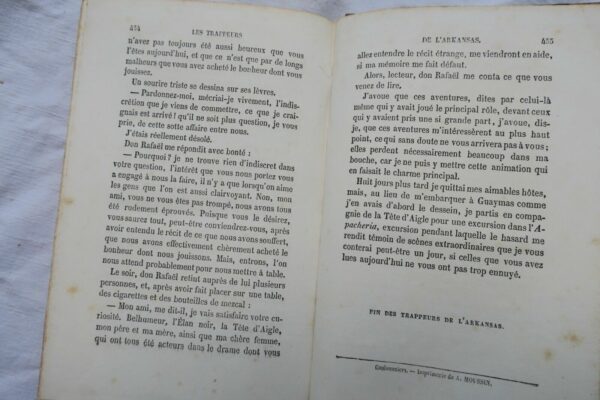 454
LES TRAPPEURS
n'avez pas toujours été aussi heureux que vous
l'êtes aujourd'hui, et que ce n'est que par de longs
malheurs que vous avez acheté le bonheur dont vous
jouissez.
Un sourire triste se dessina sur ses lèvres.
— Pardonnez-moi, mécriai-je vivement, l'indis-
crétion que je viens de commettre, ce que je crai-
gnais est arrivé! qu'il ne soit plus question, je vous
prie, de cette sotte affaire entre nous.
J'étais réellement désolé.
Don Rafaël me répondit avec bonté :
— Pourquoi? je ne trouve rien d'indiscret dans
votre question, l'intérêt que vous nous portez vous
a engagé à nous la faire, il n'y a que lorsqu'on aime
les gens que l'on est aussi clairvoyant. Non, mon
ami, vous ne vous êtes pas trompé, nous avons tous
été rudement éprouvés. Puisque vous le désirez,
vous saurez tout, peut-être conviendrez-vous, après
avoir entendu le récit de ce que nous avons souffert,
que nous avons effectivement chèrement acheté le
bonheur dont nous jouissons. Mais, entrons, l'on
nous attend probablement pour nous mettre à table.
Le soir, don Rafaël retint auprès de lui plusieurs
personnes, et, après avoir fait placer sur une table,
des cigarettes et des bouteilles de mezcal :
— Mon ami, me dit-il, je vais satisfaire votre cu-
riosité. Belhumeur, l'Élan noir, la Tête d'Aigle,
mon père et ma mère, ainsi que ma chère femme,
qui ont tous été acteurs dans le drame dont vous
DE L'ARKANSAS.
455
allez entendre le récit étrange, me viendront en aide,
si ma mémoire me fait défaut.
Alors, lecteur, don Rafaël me conta ce que vous
venez de lire.
J'avoue que ces aventures, dites par celui-là
même qui y avait joué le principal rôle, devant ceux
qui y avaient pris une si grande part, j'avoue, dis-
je, que ces aventures m'intéressèrent au plus haut
point, ce qui sans doute ne vous arrivera pas à vous;
elles perdent nécessairement beaucoup dans ma
bouche, car je ne puis y mettre cette animation qui
en faisait le charme principal.
Huit jours plus tard je quittai mes aimables hôtes,
mais, au lieu de m'embarquer à Guaymas comme
j'en avais d'abord le dessein, je partis en compa-
gnie de la Tête d'Aigle pour une excursion dans l'A-
pacheria, excursion pendant laquelle le hasard me
rendit témoin de scènes extraordinaires que je vous
conterai peut-être un jour, si celles que vous avez
lues aujourd'hui ne vous ont pas trop ennuyé.
FIN DES TRAPPEURS DE L'ARKANSAS.
Coulommiers. — Imprimerie de A. MOUSSIN.